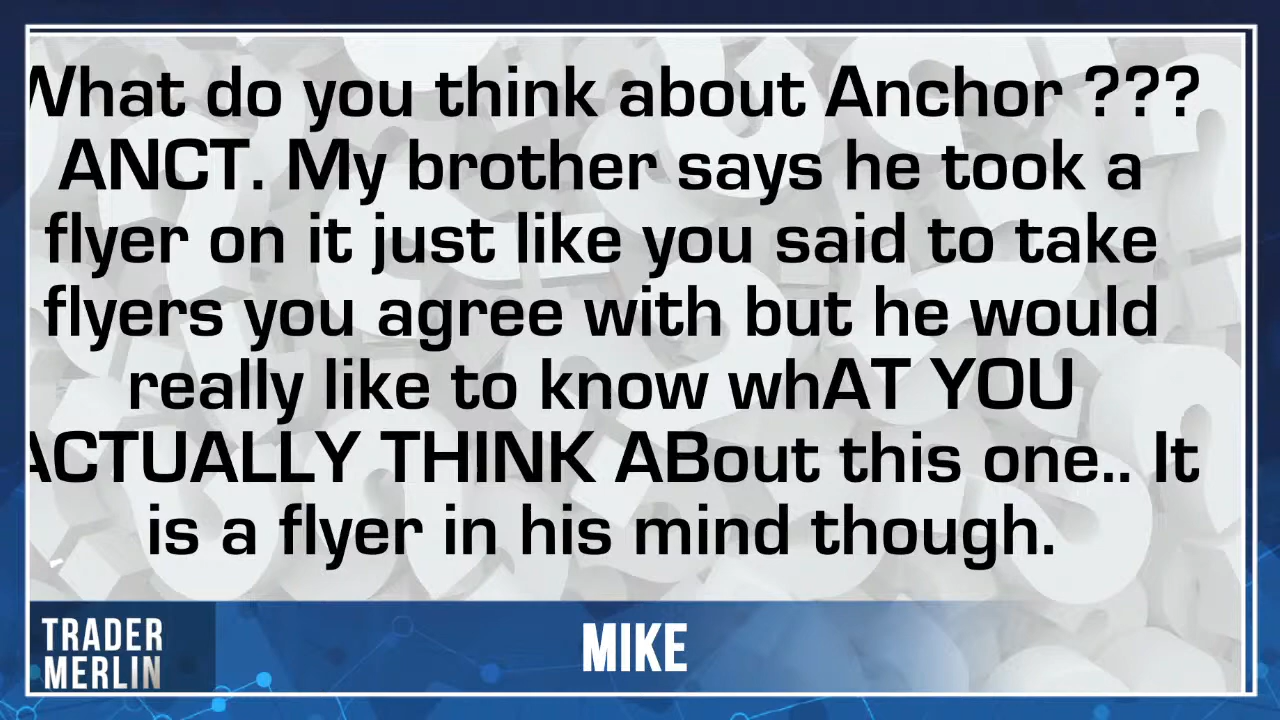 What do you think about Anchor ???
ANCT. My brother says he took a
flyer on it just like you said to take
flyers you agree with but he would
really like to know whAT YOU
ACTUALLY THINK ABout this one.. It
is a flyer in his mind though.
TRADER
MERLIN
MIKE